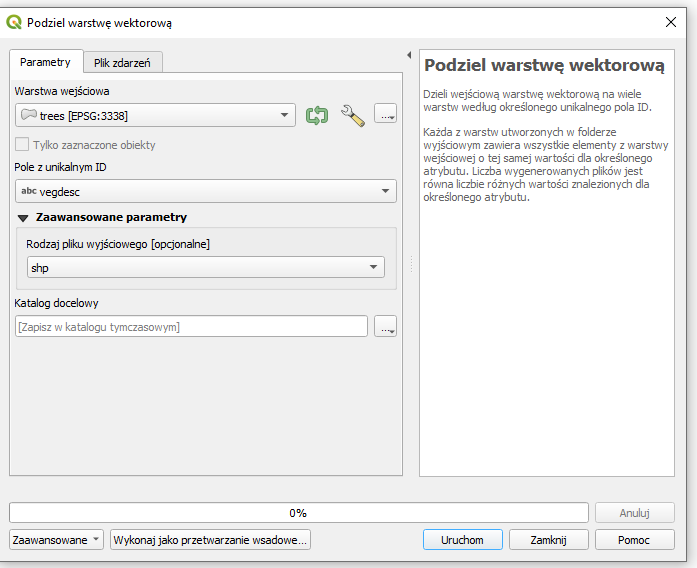 Podziel warstwę wektorową
Parametry
Plik zdarzeń
Warstwa wejściowa
trees [EPSG:3338]
...
Tylko zaznaczone obiekty
Pole z unikalnym ID
abc vegdesc
Zaawansowane parametry
Rodzaj pliku wyjściowego [opcjonalne]
shp
Katalog docelowy
[Zapisz w katalogu tymczasowym]
...
Podziel warstwę wektorową
Dzieli wejściową warstwę wektorową na wiele
warstw według określonego unikalnego pola ID.
Każda z warstw utworzonych w folderze
wyjściowym zawiera wszystkie elementy z warstwy
wejściowej o tej samej wartości dla określonego
atrybutu. Liczba wygenerowanych plików jest
równa liczbie różnych wartości znalezionych dla
określonego atrybutu.
0%
Anuluj
Zaawansowane
Wykonaj jako przetwarzanie wsadowe...
Uruchom
Zamknij
Pomoc